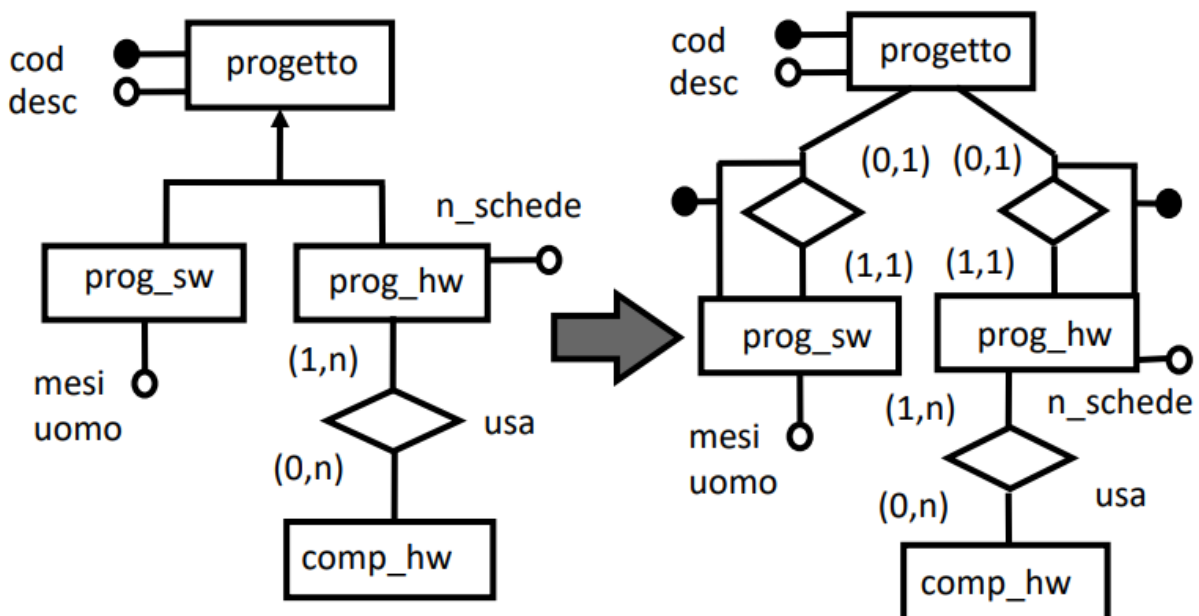 cod
desc
progetto
n_schede
prog_sw
prog_hw
(1,n)
mesi
uomo
usa
(0,n)
comp_hw
cod
desc
progetto
(0,1)
(0,1)
(1,1)
(1,1)
prog_sw
prog_hw
(1,n)
n_schede
mesi
uomo
usa
(0,n)
comp_hw